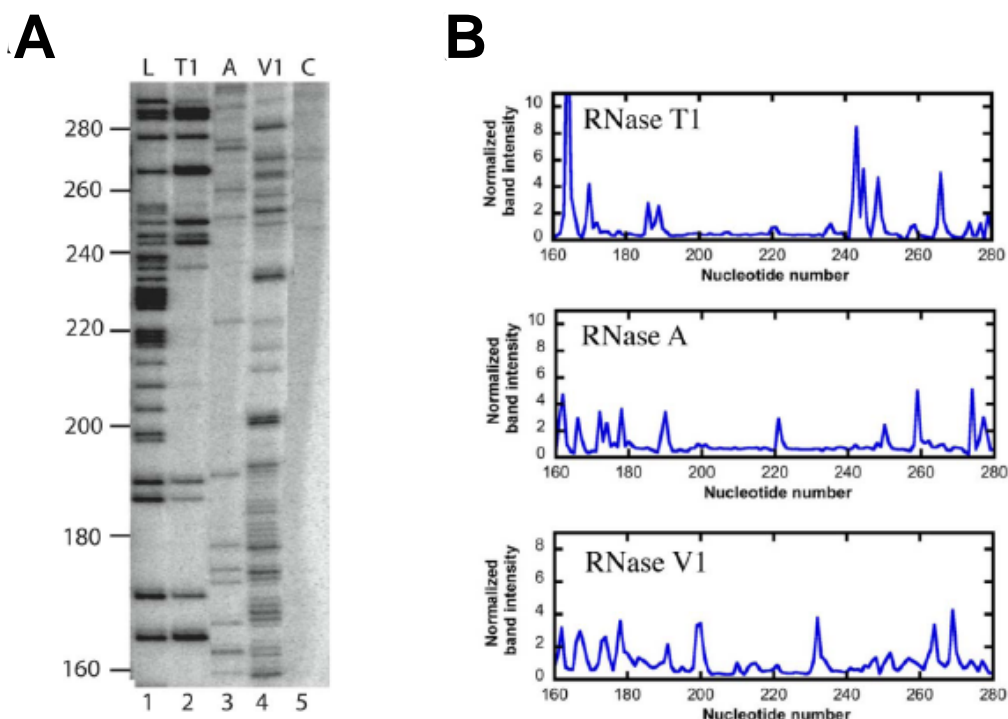 A
L T1 A V1 C
280
260
240
220
200
180
160
1 2 3 4 5
B
Normalized
band intensity
10
8
6
4
2
0
RNase T1
160 180 200 220 240 260 280
Nucleotide number
Normalized
band intensity
10
8
6
4
2
0
RNase A
160 180 200 220 240 260 280
Nucleotide number
Normalized
band intensity
8
6
4
2
0
RNase V1
160 180 200 220 240 260 280
Nucleotide number